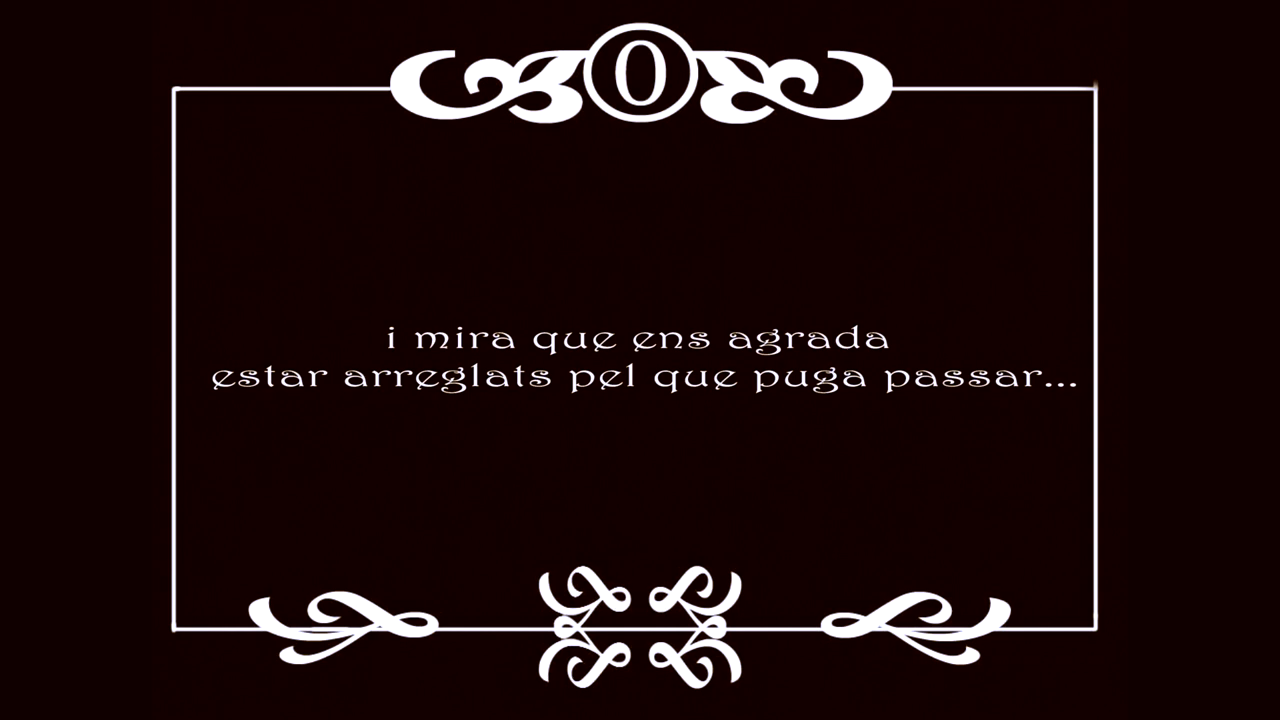 0
i mira que ens agrada
estar arreglats pel que puga passar...